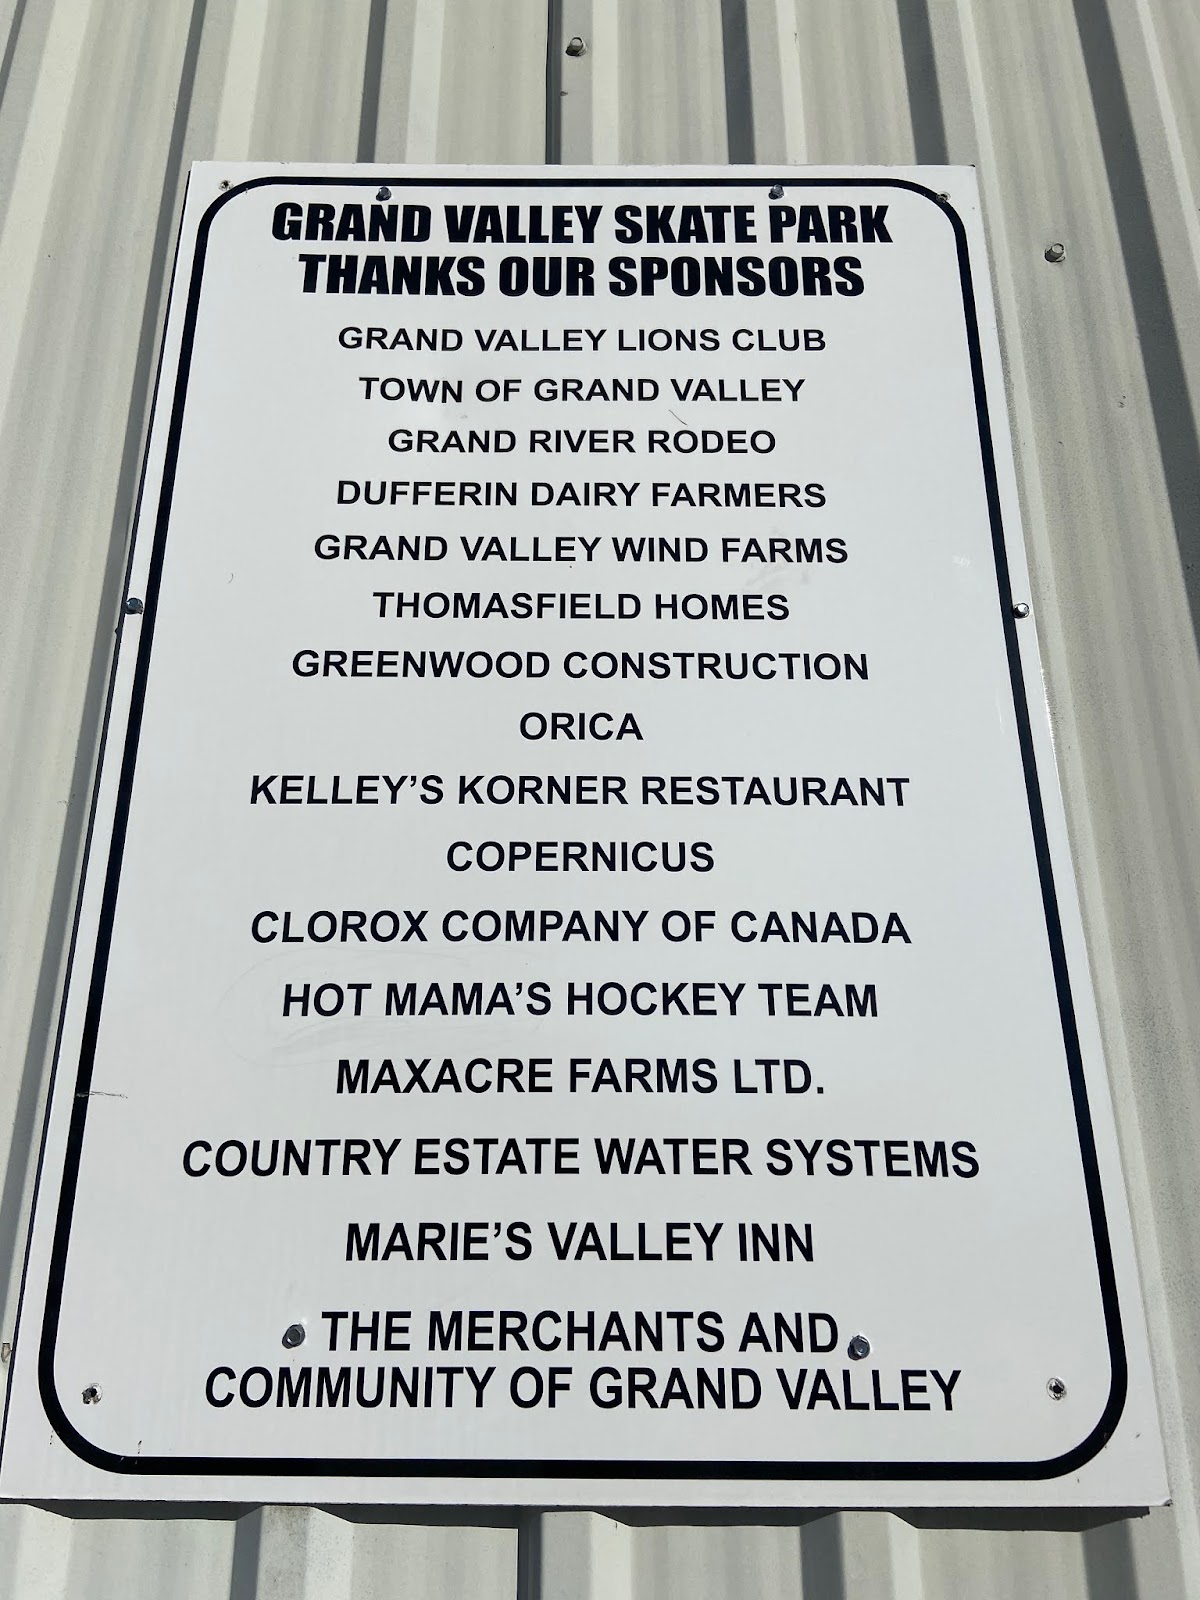 GRAND VALLEY SKATE PARK
THANKS OUR SPONSORS
GRAND VALLEY LIONS CLUB
TOWN OF GRAND VALLEY
GRAND RIVER RODEO
DUFFERIN DAIRY FARMERS
GRAND VALLEY WIND FARMS
THOMASFIELD HOMES
GREENWOOD CONSTRUCTION
ORICA
KELLEY’S KORNER RESTAURANT
COPERNICUS
CLOROX COMPANY OF CANADA
HOT MAMA’S HOCKEY TEAM
MAXACRE FARMS LTD.
COUNTRY ESTATE WATER SYSTEMS
MARIE’S VALLEY INN
THE MERCHANTS AND
COMMUNITY OF GRAND VALLEY